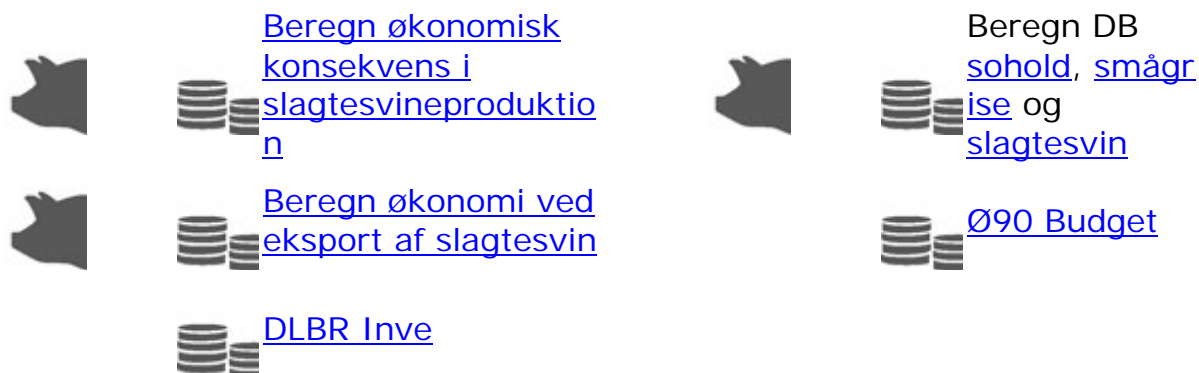 Beregn økonomisk
konsekvens i
slagtesvineproduktio
n
Beregn DB
sohold, smågr
ise og
slagtesvin
Beregn økonomi ved
eksport af slagtesvin
Ø90 Budget
DLBR Inve